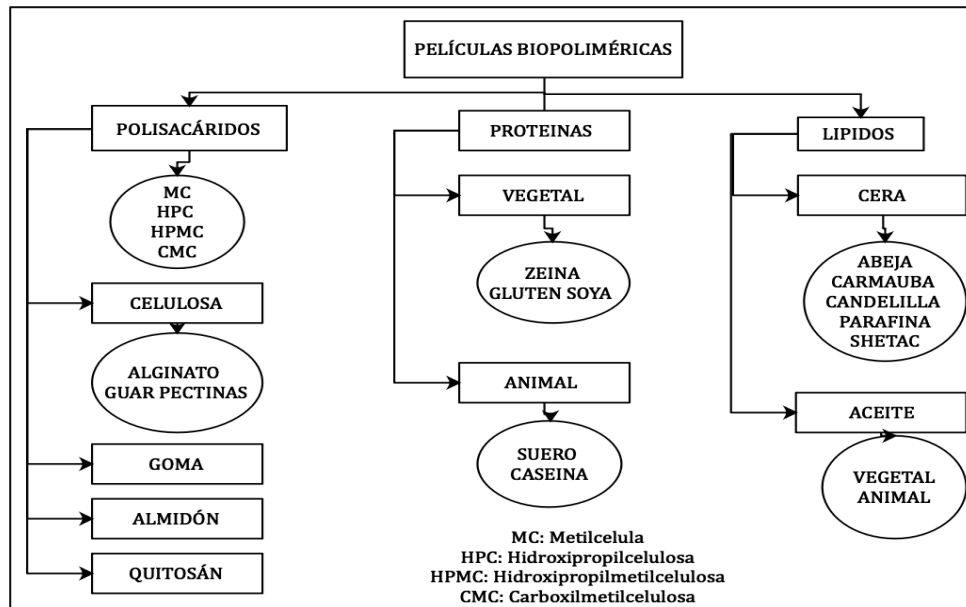 PELÍCULAS BIOPOLIMÉRICAS
POLISACÁRIDOS
MC
HPC
HPMC
CMC
CELULOSA
ALGINATO
GUAR PECTINAS
GOMA
ALMIDÓN
QUITOSÁN
PROTEINAS
VEGETAL
ZEINA
GLUTEN SOYA
ANIMAL
SUERO
CASEINA
LIPIDOS
CERA
ABEJA
CARMAUBA
CANDELILLA
PARAFINA
SHETAC
ACEITE
VEGETAL
ANIMAL
MC: Metilcelula
HPC: Hidroxipropilcelulosa
HPMC: Hidroxipropilmetilcelulosa
CMC: Carboxilmetilcelulosa